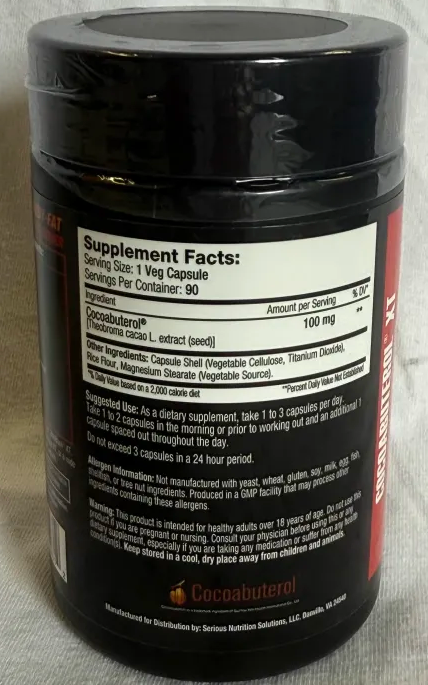 FAT
Supplement Facts:
Serving Size: 1 Veg Capsule
Servings Per Container: 90
Ingredient Amount per Serving % DV*
Cocoabuterol® 100 mg **
[Theobroma cacao L. extract (seed)]
Other Ingredients: Capsule Shell (Vegetable Cellulose, Titanium Dioxide),
Rice Flour, Magnesium Stearate (Vegetable Source).
*% Daily Value based on a 2,000 calorie diet **Percent Daily Value Not Established
Suggested Use: As a dietary supplement, take 1 to 3 capsules per day.
Take 1 to 2 capsules in the morning or prior to working out and an additional 1
capsule spaced out throughout the day.
Do not exceed 3 capsules in a 24 hour period.
Allergen Information: Not manufactured with yeast, wheat, gluten, soy, milk, egg, fish,
shellfish, or tree nut ingredients. Produced in a GMP facility that may process other
ingredients containing these allergens.
Warning: This product is intended for healthy adults over 18 years of age. Do not use this
product if you are pregnant or nursing. Consult your physician before using this or any
dietary supplement, especially if you are taking any medication or suffer from any health
condition(s). Keep stored in a cool, dry place away from children and animals.
Cocoabuterol
Manufactured for Distribution by: Serious Nutrition Solutions, LLC. Danville, VA 24540
COCOABUTEROL® XT